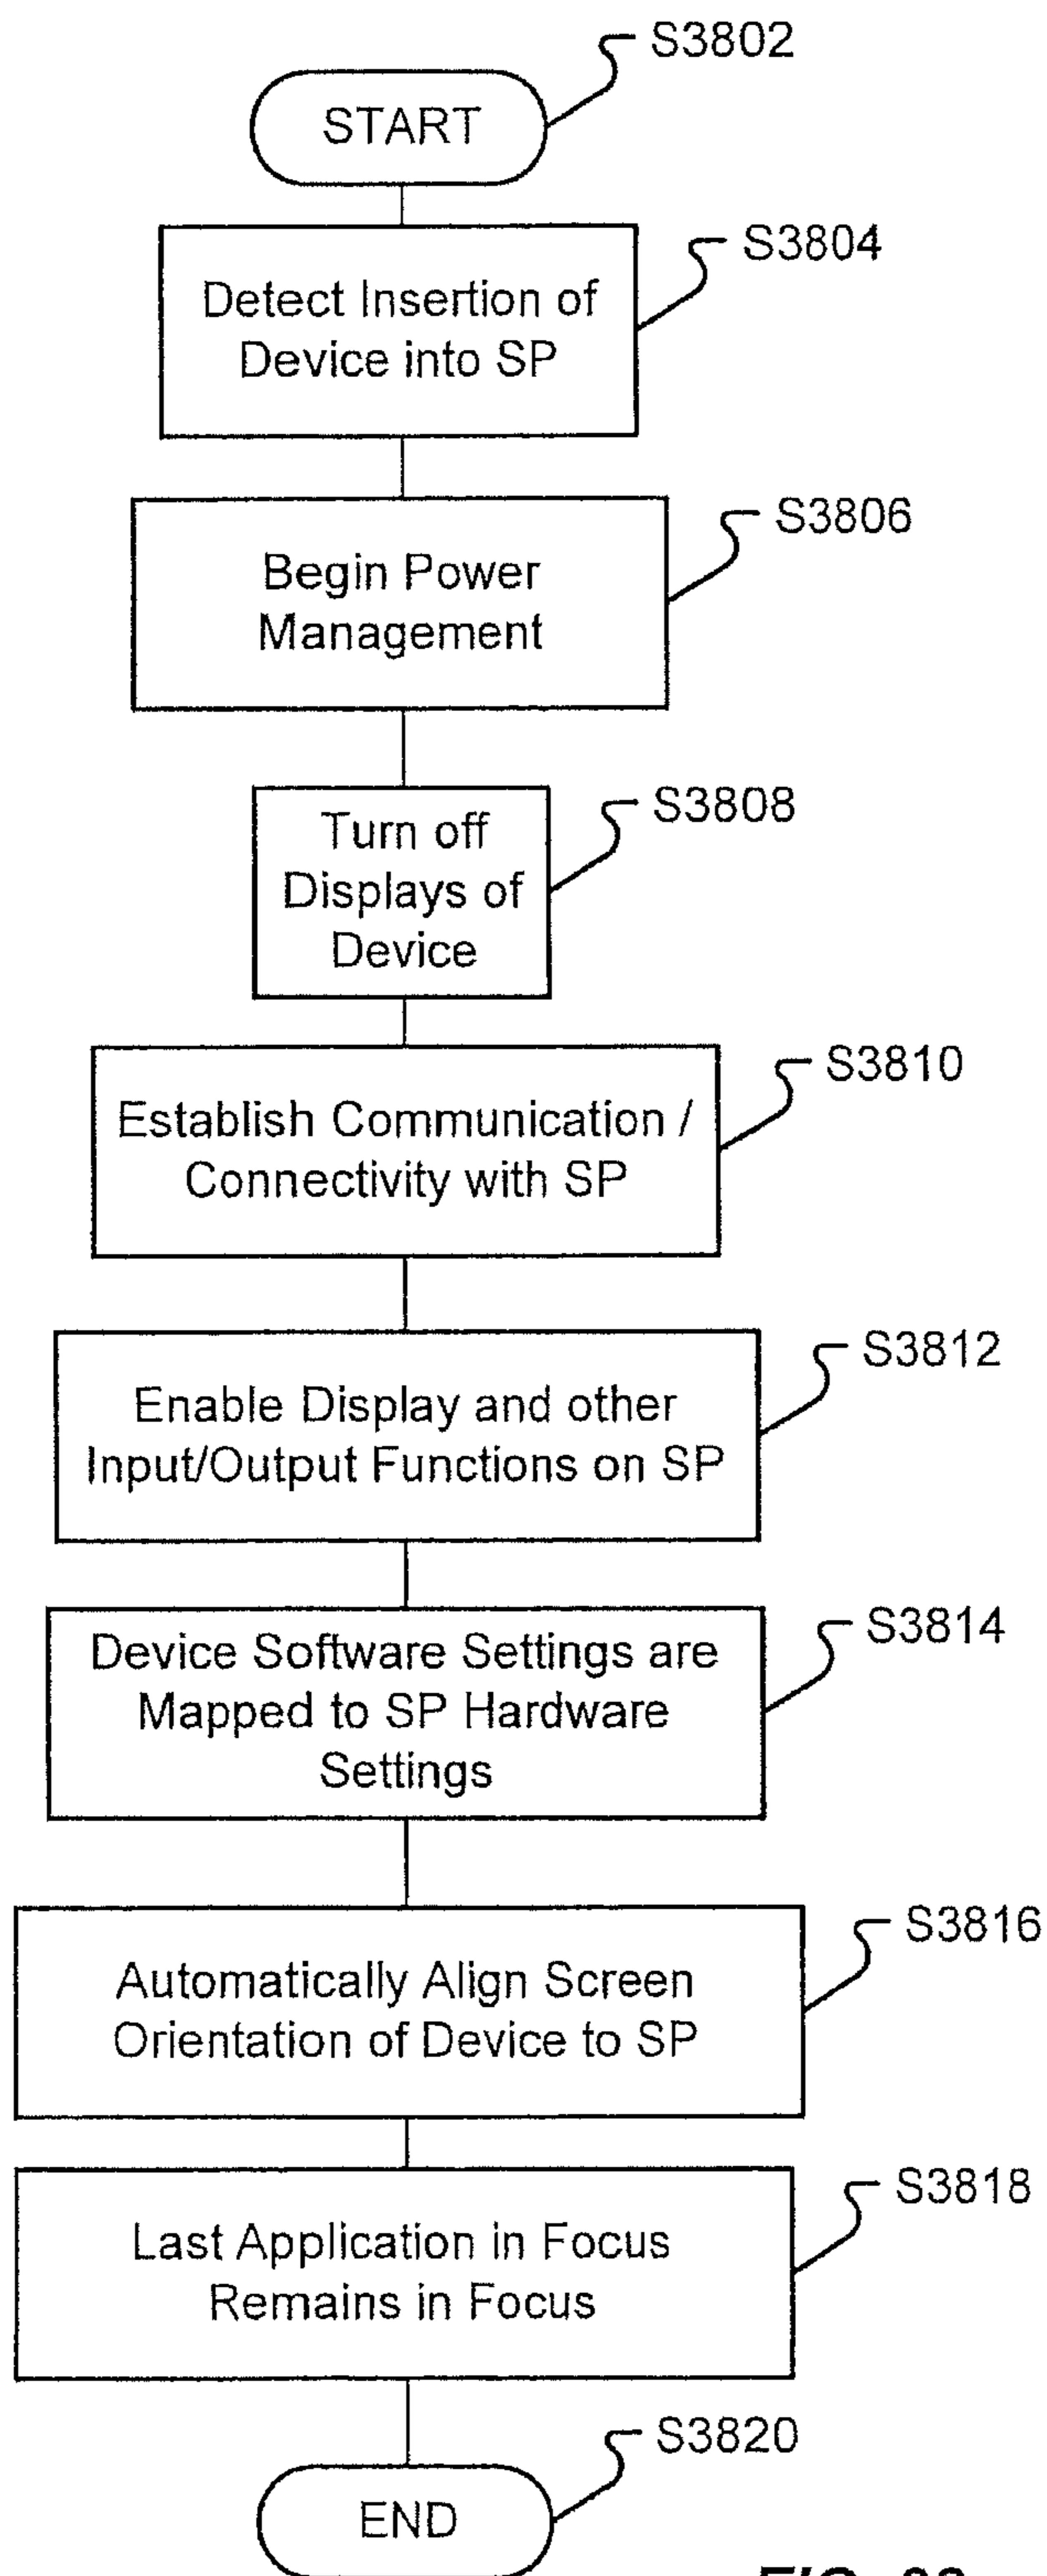 S3802
START
S3804
Detect Insertion of
Device into SP
S3806
Begin Power
Management
S3808
Turn off
Displays of
Device
S3810
Establish Communication /
Connectivity with SP
S3812
Enable Display and other
Input/Output Functions on SP
S3814
Device Software Settings are
Mapped to SP Hardware
Settings
S3816
Automatically Align Screen
Orientation of Device to SP
S3818
Last Application in Focus
Remains in Focus
S3820
END